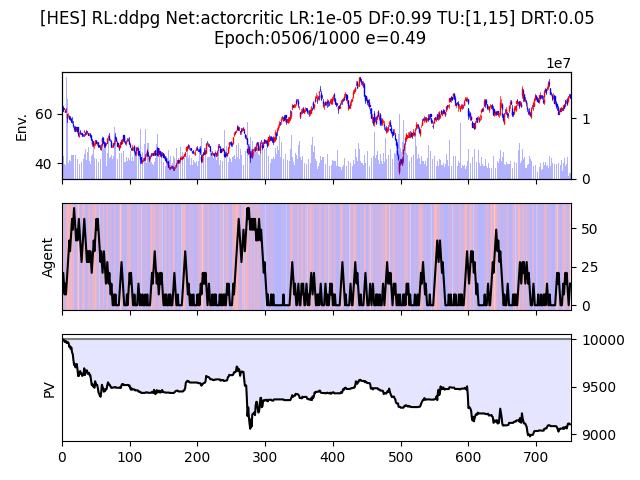 [HES] RL:ddpg Net:actorcritic LR:1e-05 DF:0.99 TU:[1,15] DRT:0.05
Epoch:0506/1000 e=0.49
1e7
Env.
60
40
1
0
Agent
50
25
0
PV
10000
9500
9000
0 100 200 300 400 500 600 700